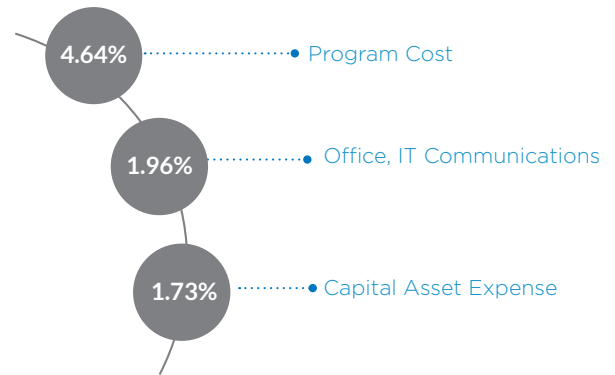 4.64% Program Cost
1.96% Office, IT Communications
1.73% Capital Asset Expense